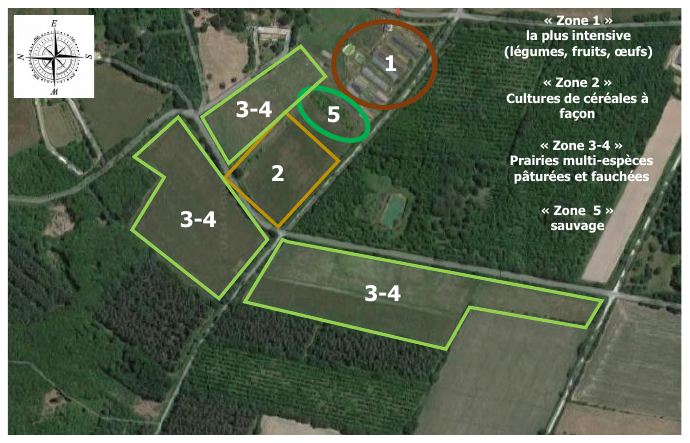 E
N
S
W
« Zone 1 »
la plus intensive
(légumes, fruits, œufs)
« Zone 2 »
Cultures de céréales à
façon
« Zone 3-4 »
Prairies multi-espèces
pâturées et fauchées
« Zone 5 »
sauvage
1
3-4
5
2
3-4
3-4